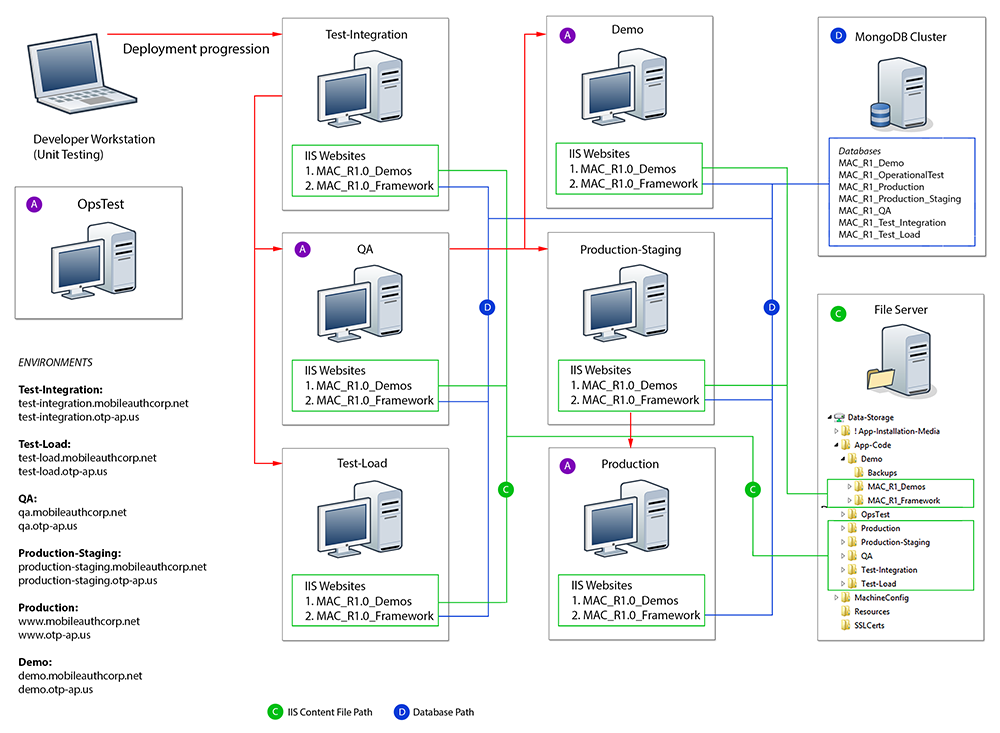 Deployment progression
Developer Workstation
(Unit Testing)
Test-Integration
IIS Websites
1. MAC_R1.0_Demos
2. MAC_R1.0_Framework
A
Demo
IIS Websites
1. MAC_R1.0_Demos
2. MAC_R1.0_Framework
D
MongoDB Cluster
Databases
MAC_R1_Demo
MAC_R1_OperationalTest
MAC_R1_Production
MAC_R1_Production_Staging
MAC_R1_QA
MAC_R1_Test_Integration
MAC_R1_Test_Load
A
OpsTest
A
QA
IIS Websites
1. MAC_R1.0_Demos
2. MAC_R1.0_Framework
D
Production-Staging
IIS Websites
1. MAC_R1.0_Demos
2. MAC_R1.0_Framework
D
C
File Server
Data-Storage
! App-Installation-Media
App-Code
Demo
Backups
MAC_R1_Demos
MAC_R1_Framework
OpsTest
Production
Production-Staging
QA
Test-Integration
Test-Load
MachineConfig
Resources
SSLCerts
ENVIRONMENTS
Test-Integration:
test-integration.mobileauthcorp.net
test-integration.otp-ap.us
Test-Load:
test-load.mobileauthcorp.net
test-load.otp-ap.us
QA:
qa.mobileauthcorp.net
qa.otp-ap.us
Production-Staging:
production-staging.mobileauthcorp.net
production-staging.otp-ap.us
Production:
www.mobileauthcorp.net
www.otp-ap.us
Demo:
demo.mobileauthcorp.net
demo.otp-ap.us
Test-Load
IIS Websites
1. MAC_R1.0_Demos
2. MAC_R1.0_Framework
C
A
Production
IIS Websites
1. MAC_R1.0_Demos
2. MAC_R1.0_Framework
C
C IIS Content File Path
D Database Path